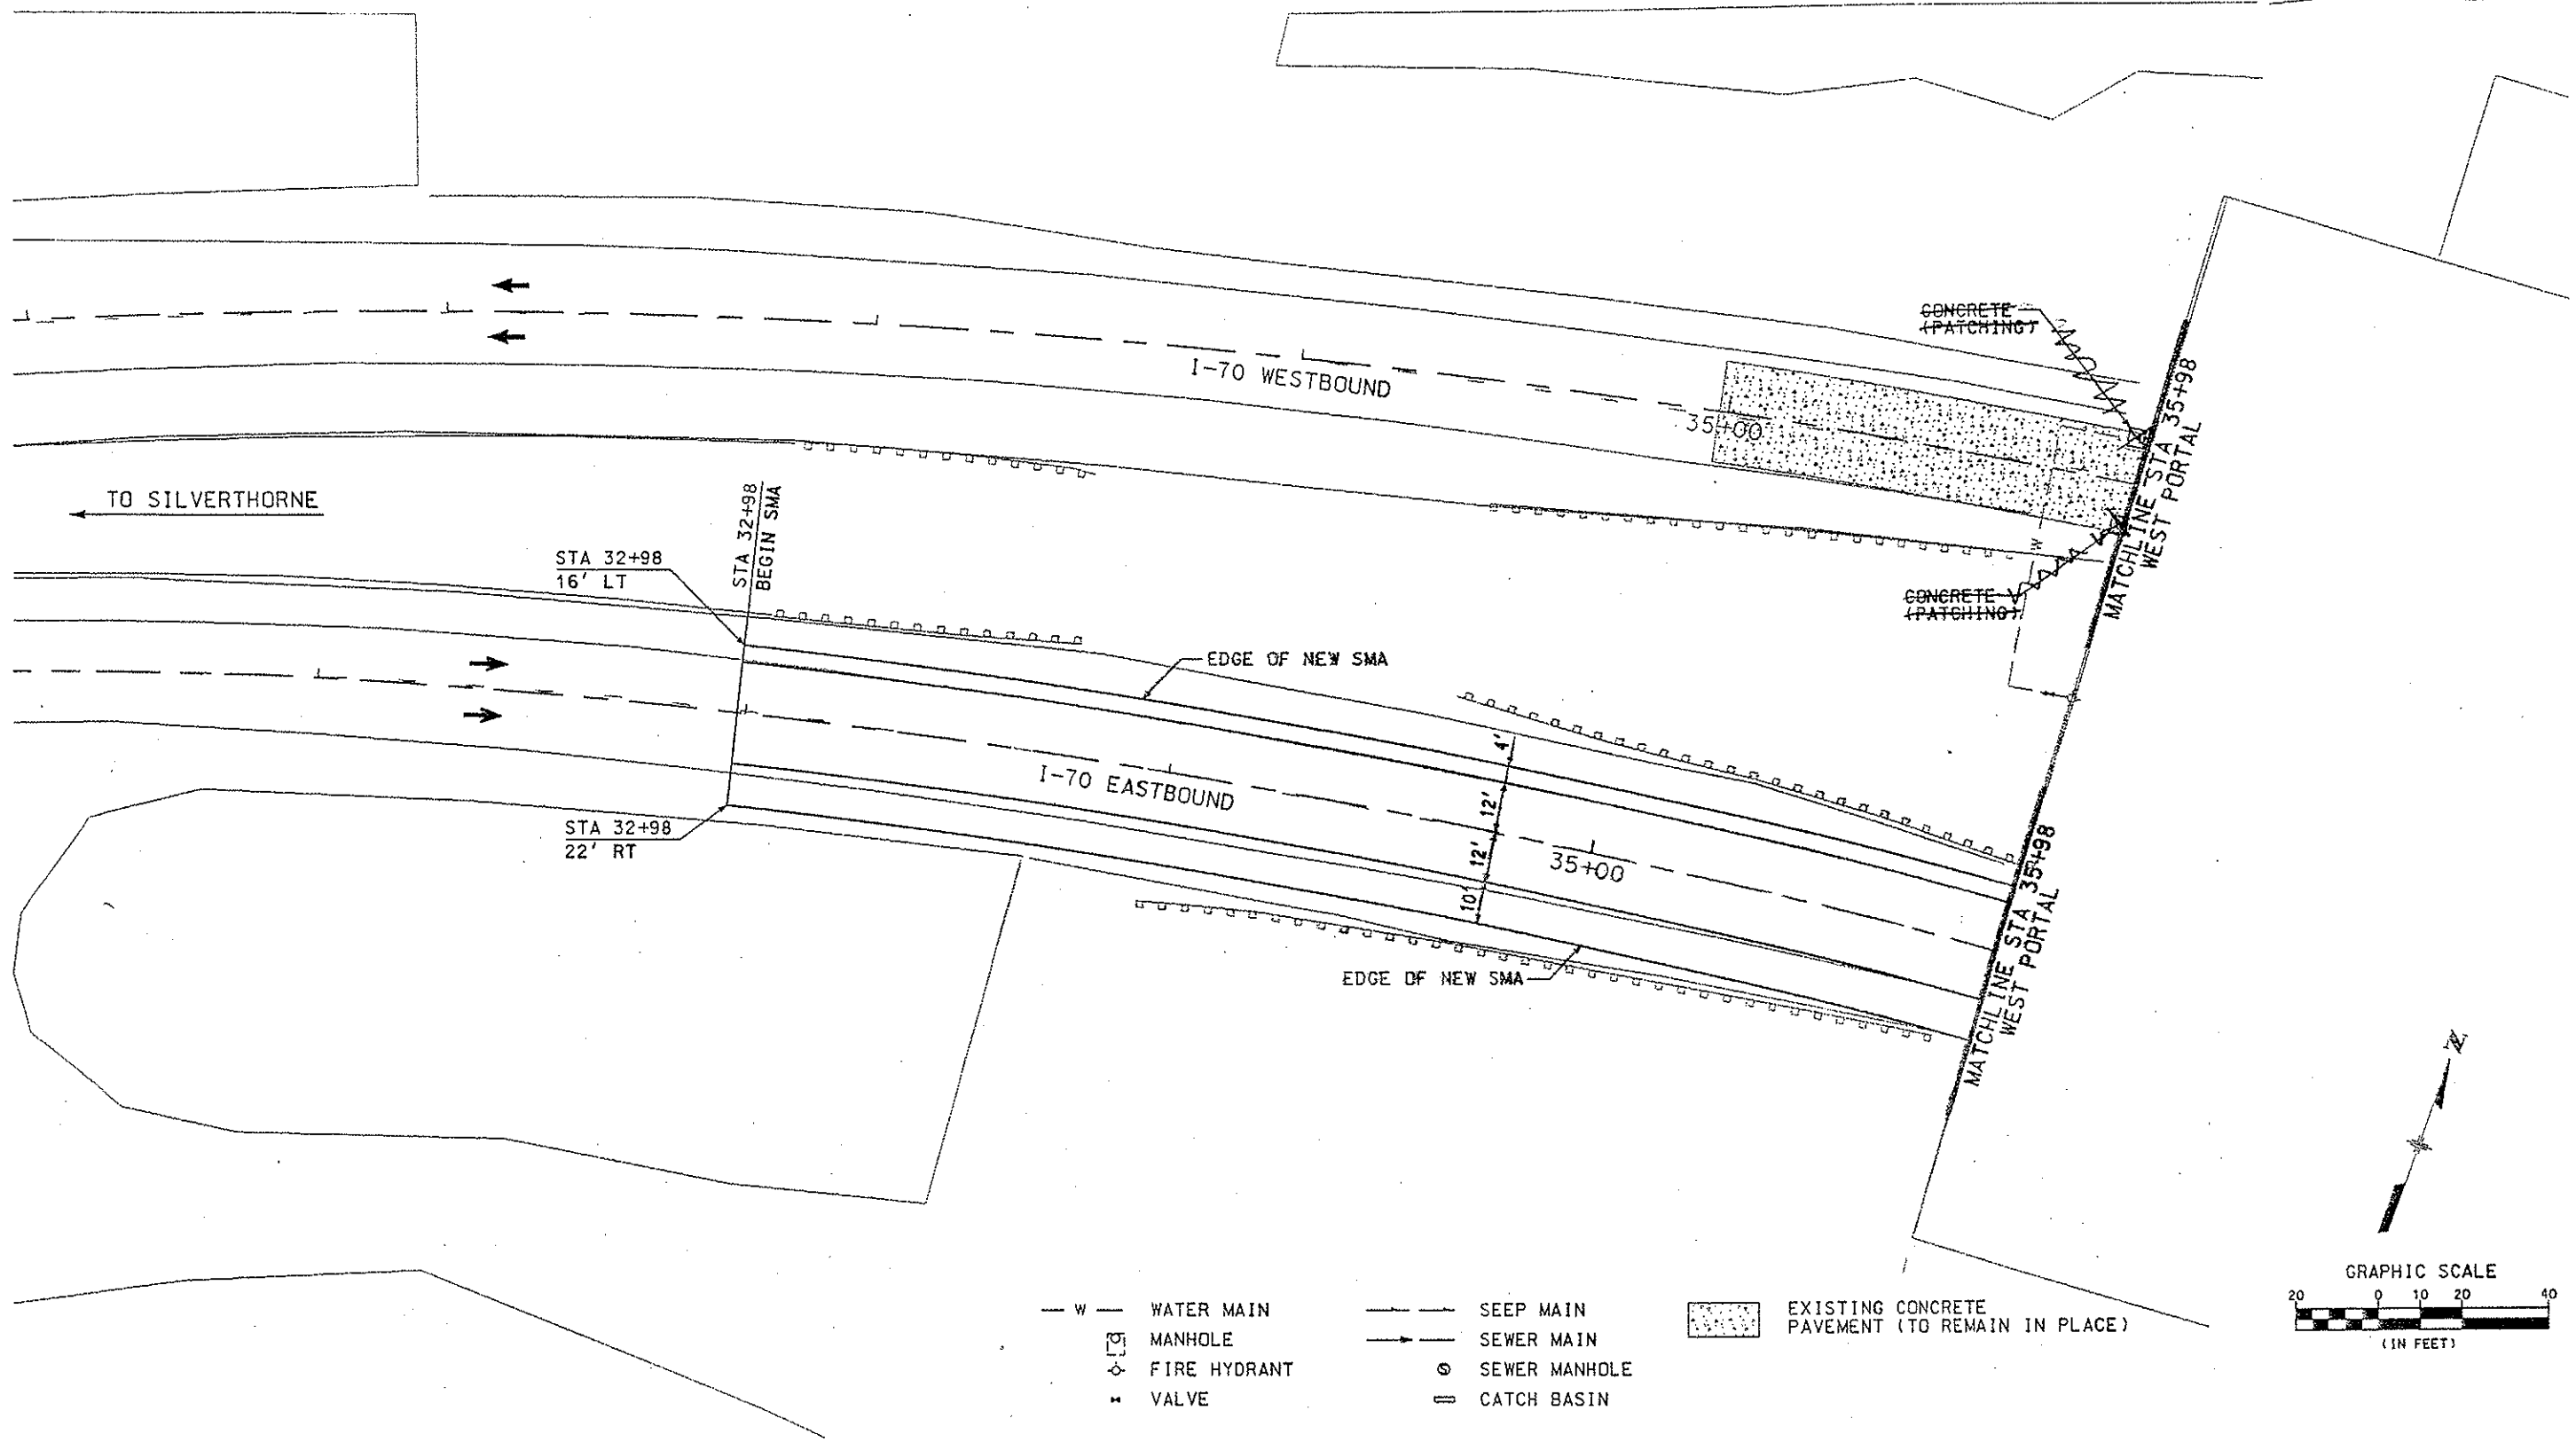 CONCRETE
(PATCHING)
I-70 WESTBOUND
35+00
MATCHLINE STA 35+98
WEST PORTAL
TO SILVERTHORNE
STA 32+98
BEGIN SMA
STA 32+98
16' LT
W
CONCRETE
(PATCHING)
EDGE OF NEW SMA
4'
12'
12'
10'
I-70 EASTBOUND
35+00
STA 32+98
22' RT
EDGE OF NEW SMA
MATCHLINE STA 35+98
WEST PORTAL
N
GRAPHIC SCALE
20 0 10 20 40
(IN FEET)
W WATER MAIN
MANHOLE
FIRE HYDRANT
VALVE
SEEP MAIN
SEWER MAIN
S SEWER MANHOLE
CATCH BASIN
EXISTING CONCRETE
PAVEMENT (TO REMAIN IN PLACE)